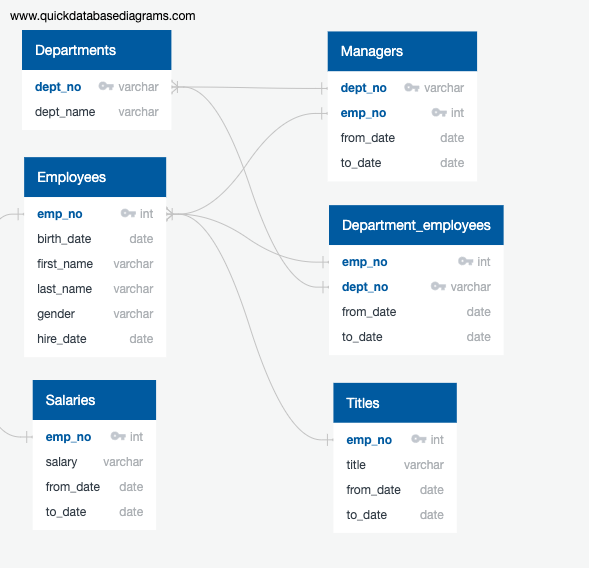 www.quickdatabasediagrams.com
Departments
dept_no varchar
dept_name varchar
Managers
dept_no varchar
emp_no int
from_date date
to_date date
Employees
emp_no int
birth_date date
first_name varchar
last_name varchar
gender varchar
hire_date date
Department_employees
emp_no int
dept_no varchar
from_date date
to_date date
Salaries
emp_no int
salary varchar
from_date date
to_date date
Titles
emp_no int
title varchar
from_date date
to_date date